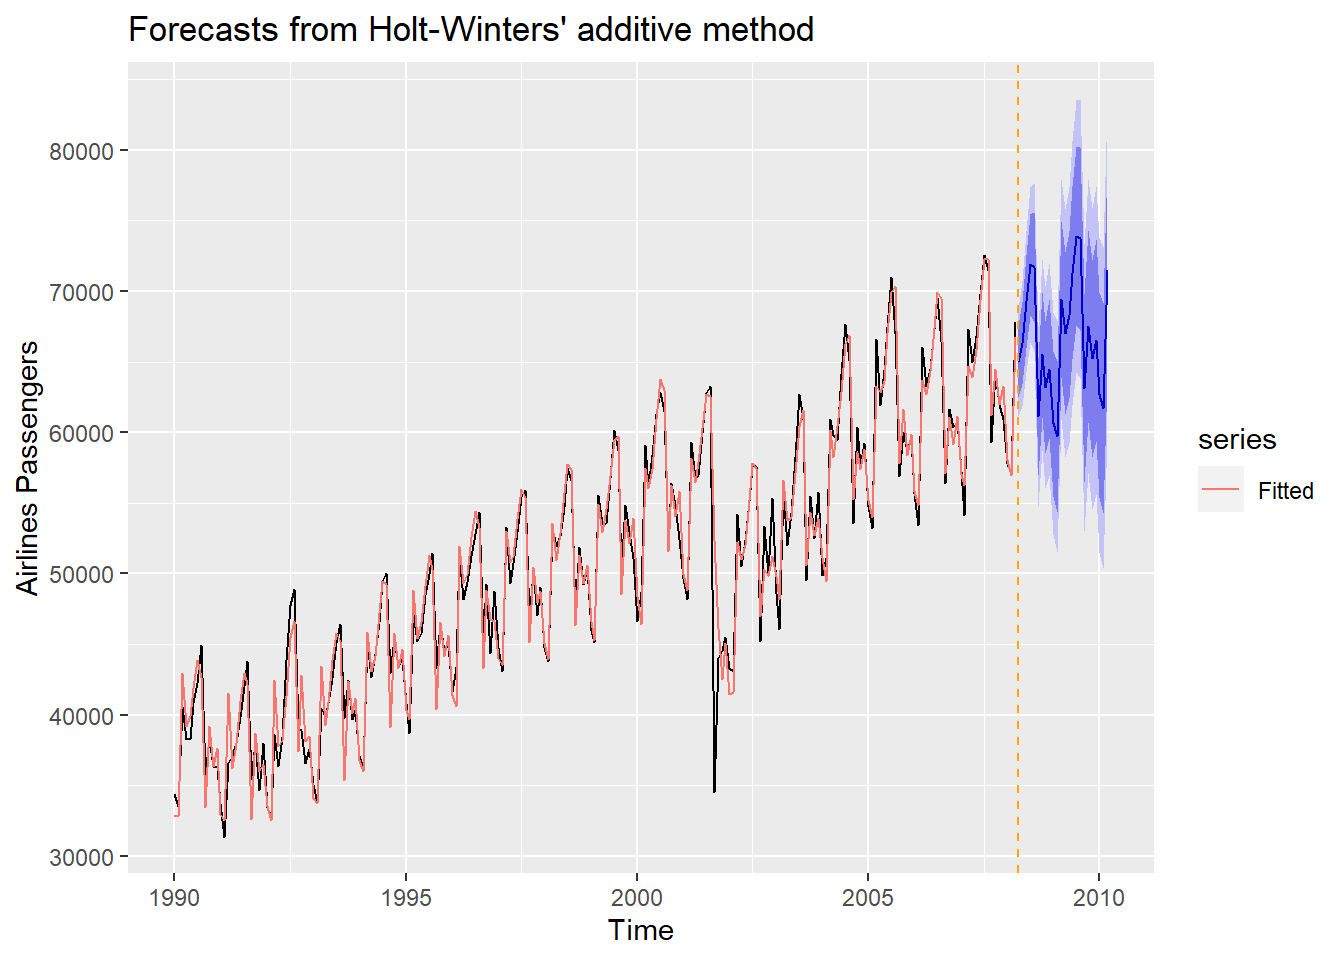 Forecasts from Holt-Winters' additive method
Airlines Passengers
80000
70000
60000
50000
40000
30000
1990
1995
2000
2005
2010
Time
series
Fitted